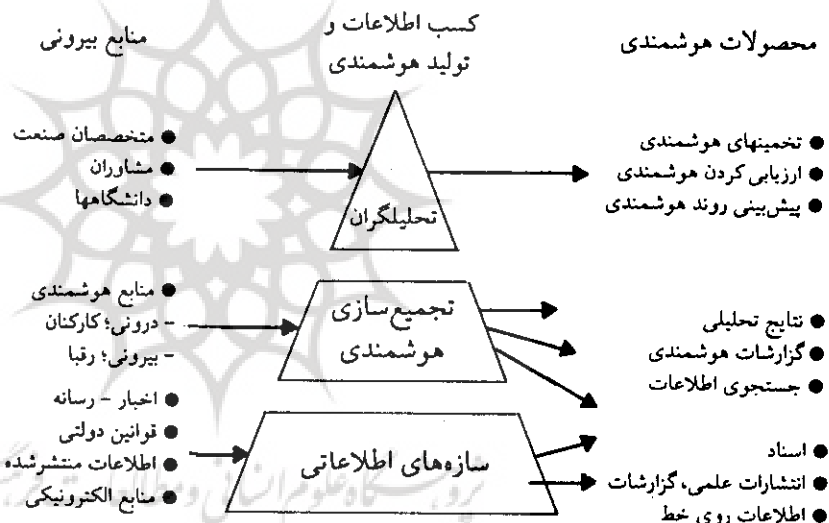 کسب اطلاعات و
تولید هوشمندی
محصولات هوشمندی
منابع بیرونی
● تخمینهای هوشمندی
● ارزیابی کردن هوشمندی
● پیش‌بینی روند هوشمندی
تحلیلگران
● متخصصان صنعت
● مشاوران
● دانشگاهها
● نتایج تحلیلی
● گزارشات هوشمندی
● جستجوی اطلاعات
تجمیع‌سازی
هوشمندی
● منابع هوشمندی
- درونی؛ کارکنان
- بیرونی؛ رقبا
● اسناد
● انتشارات علمی، گزارشات
● اطلاعات روی خط
سازه‌های اطلاعاتی
● اخبار - رسانه
● قوانین دولتی
● اطلاعات منتشرشده
● منابع الکترونیکی